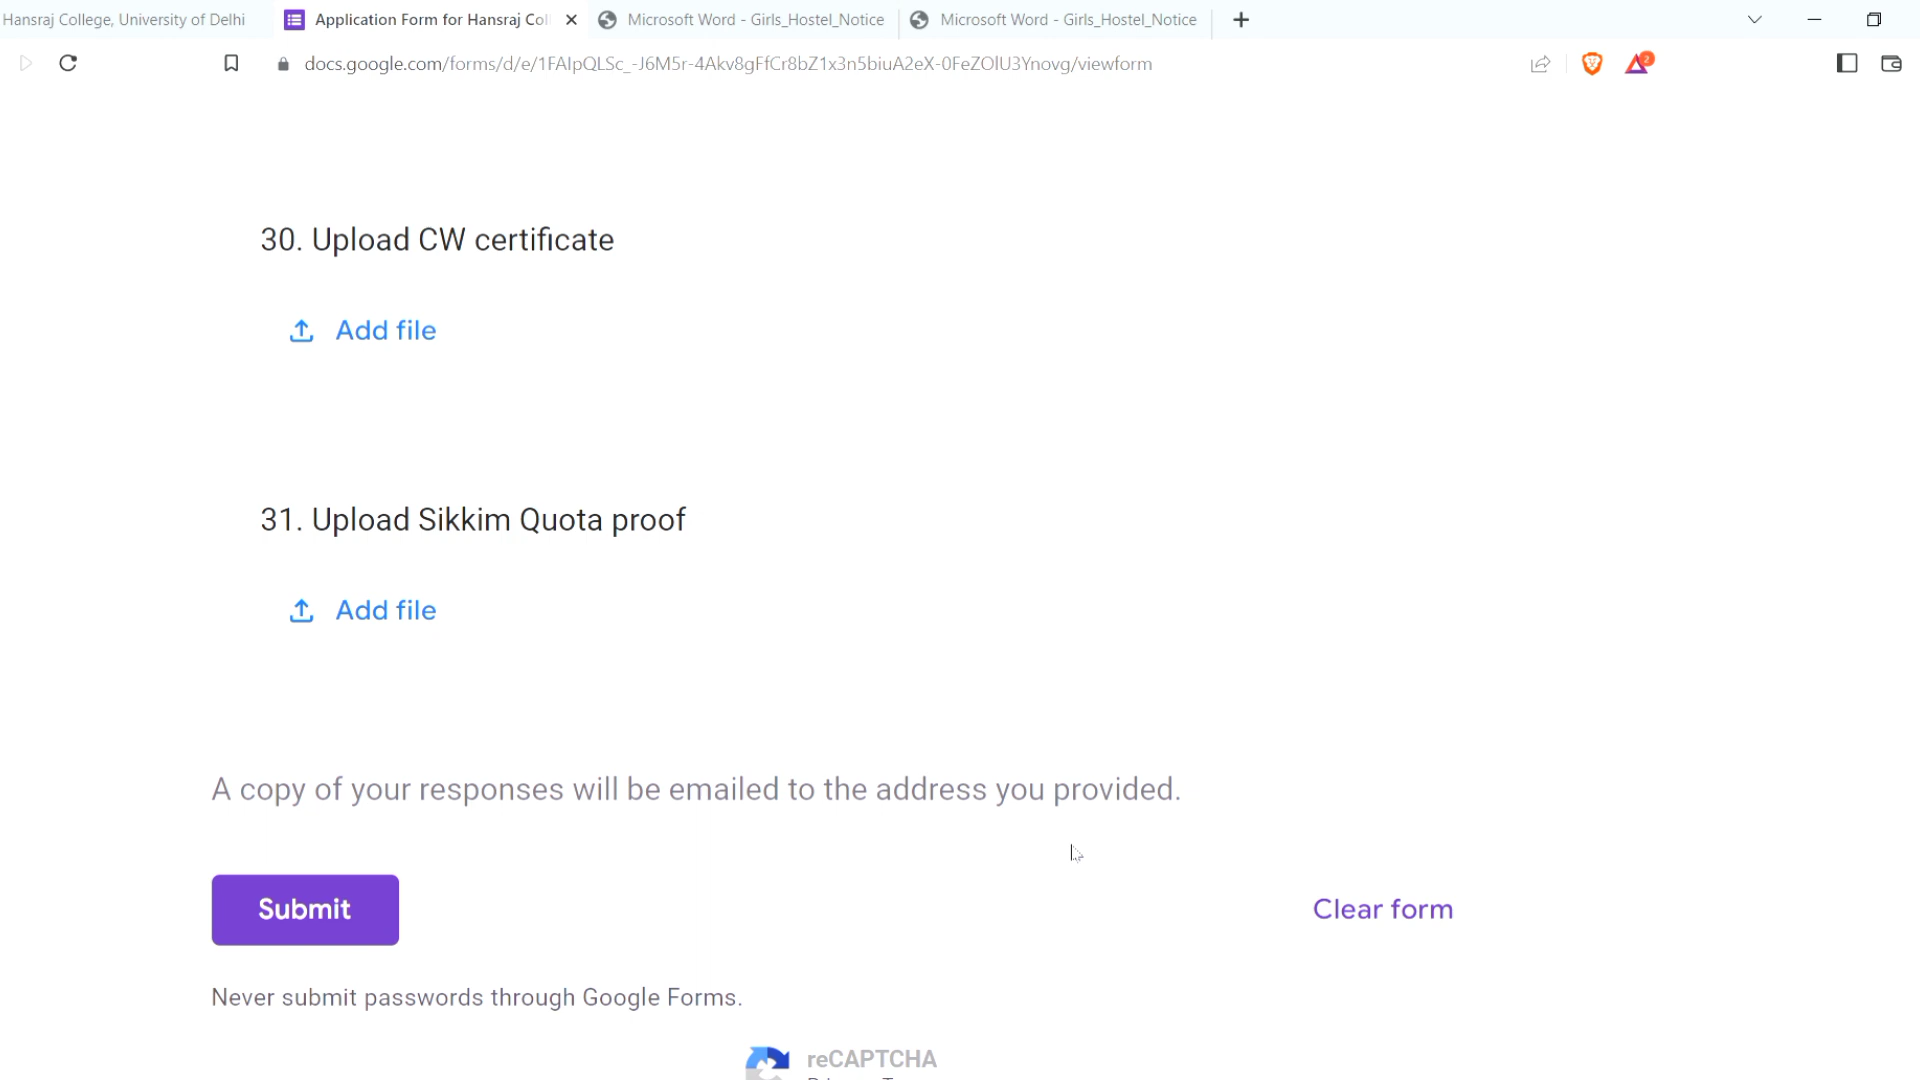 Hansraj College, University of Delhi
Application Form for Hansraj Col
Microsoft Word - Girls_Hostel_Notice
Microsoft Word - Girls_Hostel_Notice
docs.google.com/forms/d/e/1FAIpQLSc_-J6M5r-4Akv8gFfCr8bZ1x3n5biuA2eX-0FeZOlU3Ynovg/viewform
2
30. Upload CW certificate
Add file
31. Upload Sikkim Quota proof
Add file
A copy of your responses will be emailed to the address you provided.
Submit
Clear form
Never submit passwords through Google Forms.
reCAPTCHA